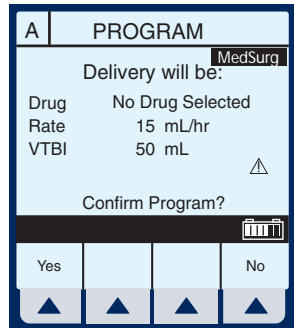 A PROGRAM
MedSurg
Delivery will be:
Drug No Drug Selected
Rate 15 mL/hr
VTBI 50 mL
Confirm Program?
Yes No